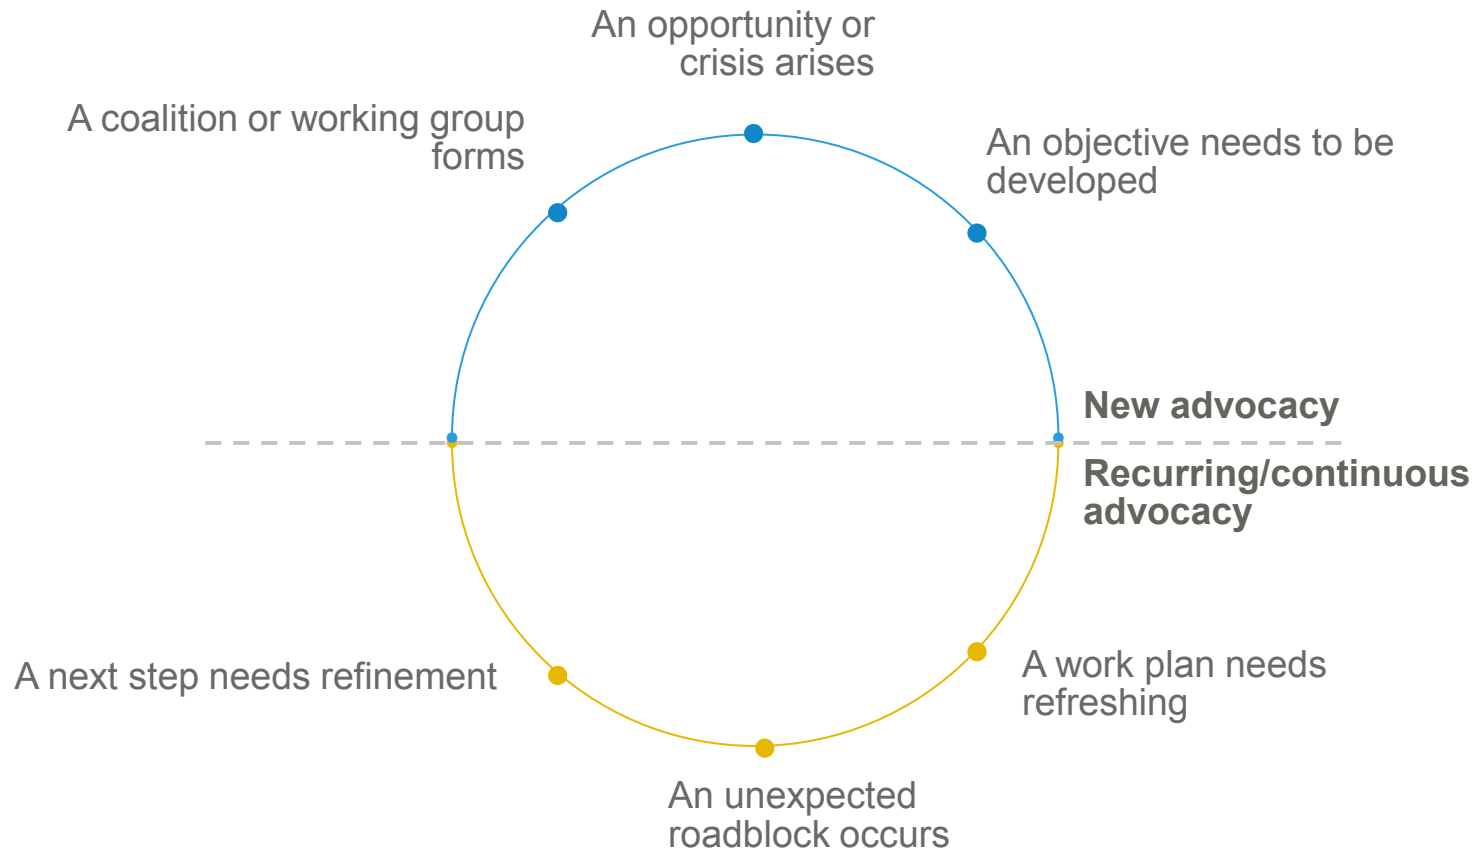 An opportunity or
crisis arises
A coalition or working group
forms
An objective needs to be
developed
New advocacy
Recurring/continuous
advocacy
A next step needs refinement
A work plan needs
refreshing
An unexpected
roadblock occurs